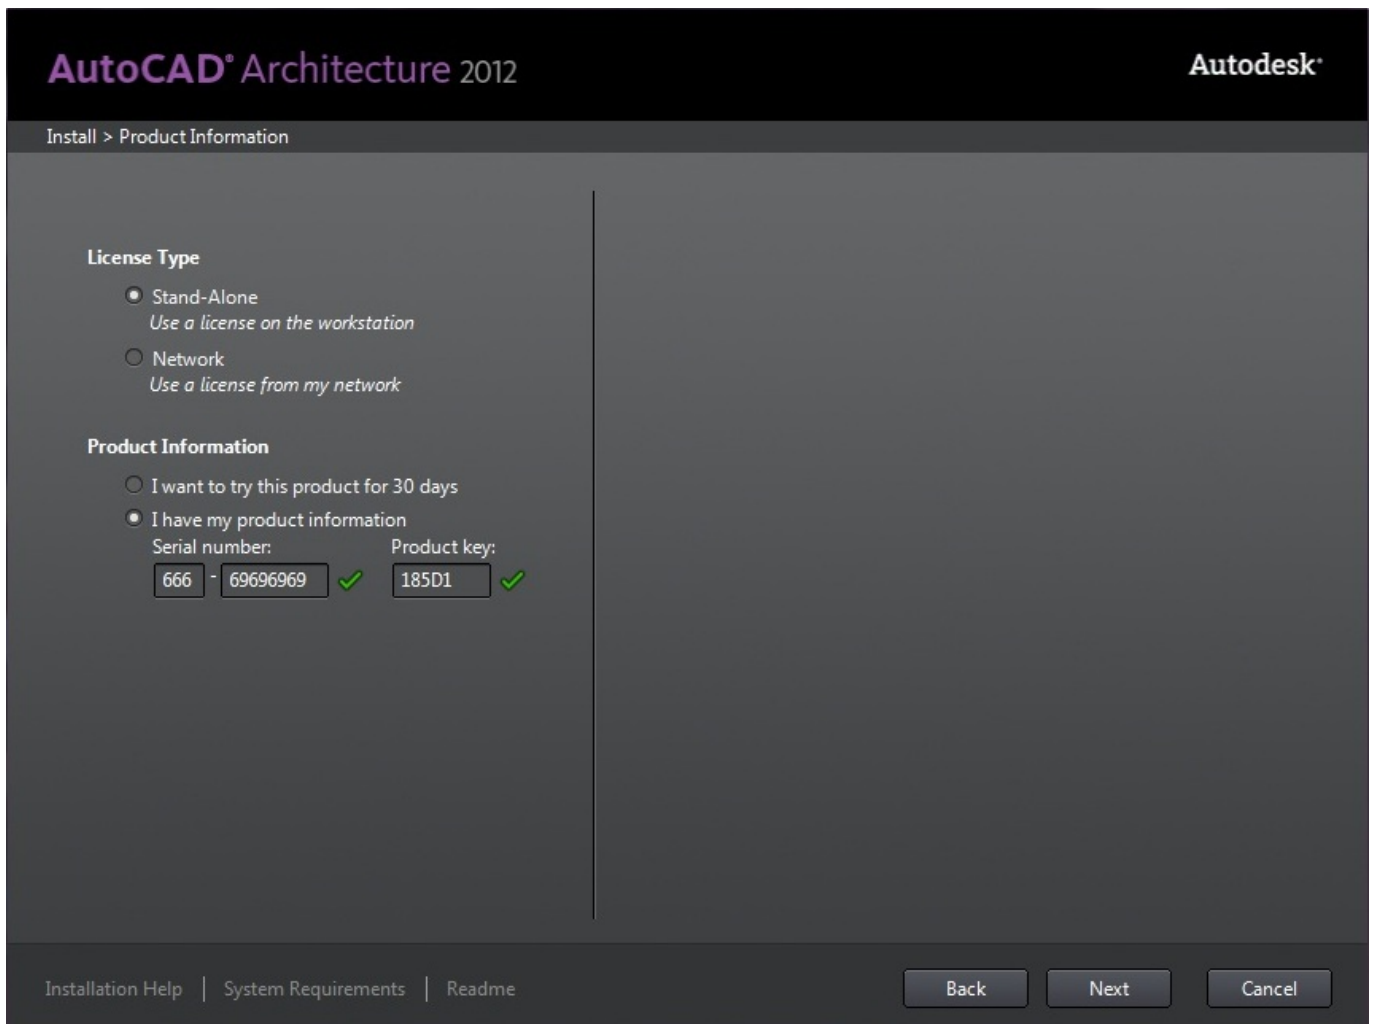 AutoCAD® Architecture 2012
Autodesk®
Install > Product Information
License Type
Stand-Alone
Use a license on the workstation
Network
Use a license from my network
Product Information
I want to try this product for 30 days
I have my product information
Serial number: Product key:
666 - 69696969 185D1
Installation Help | System Requirements | Readme
Back Next Cancel